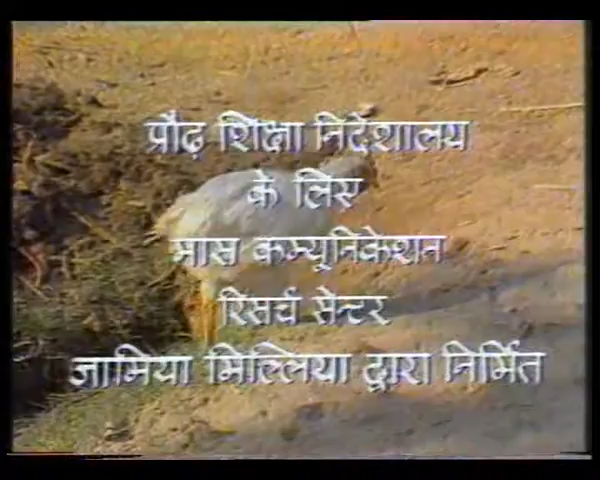 प्रौढ़ शिक्षा निदेशालय
के लिए
मास कम्यूनिकेशन
रिसर्च सेन्टर
जामिया मिल्लिया द्वारा निर्मित